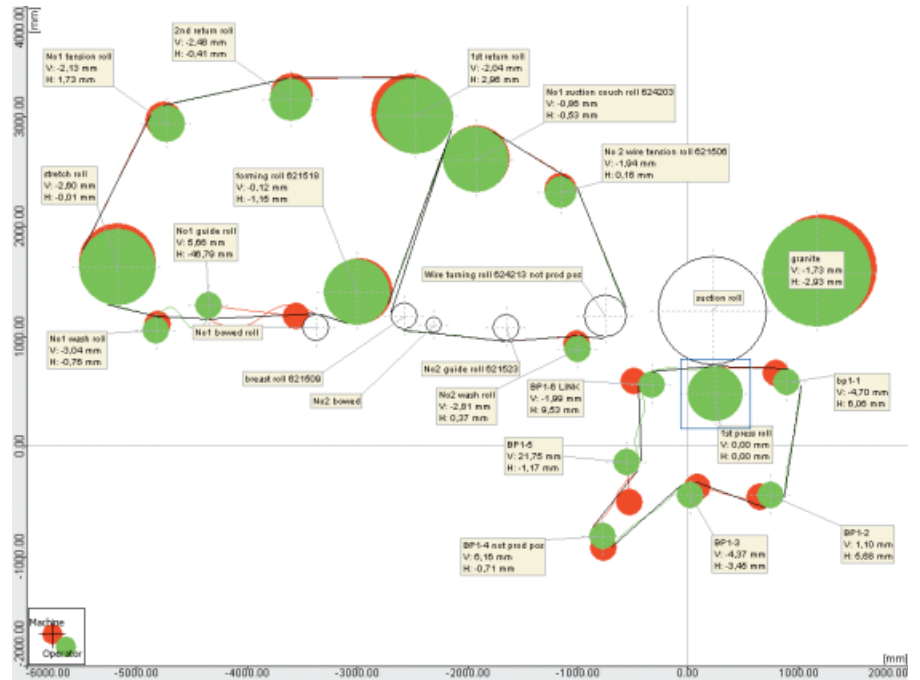 4000.00
[mm]
3000.00
2000.00
1000.00
0.00
-1000.00
-2000.00
No1 tension roll
V: -2,13 mm
H: 1,73 mm
2nd return roll
V: -2,48 mm
H: -0,41 mm
1st return roll
V: -2,04 mm
H: 2,96 mm
No1 suction couch roll 624203
V: -0,86 mm
H: -0,53 mm
No 2 wire tension roll 621506
V: -1,94 mm
H: 0,16 mm
stretch roll
V: -2,60 mm
H: -0,01 mm
No1 guide roll
V: 5,66 mm
H: -46,79 mm
forming roll 621518
V: -0,12 mm
H: -1,15 mm
Wire turning roll 624213 not prod pos
granite
V: -1,73 mm
H: -2,93 mm
suction roll
No1 wash roll
V: -3,04 mm
H: -0,76 mm
No1 bowed roll
breast roll 621509
No2 bowed
No2 guide roll 621523
No2 wash roll
V: -2,81 mm
H: 0,37 mm
BP1-6 LINK
V: -1,99 mm
H: 9,53 mm
bp1-1
V: -4,70 mm
H: 6,06 mm
1st press roll
V: 0,00 mm
H: 0,00 mm
BP1-5
V: 21,75 mm
H: -1,17 mm
BP1-4 not prod pos
V: 6,15 mm
H: -0,71 mm
BP1-3
V: -4,37 mm
H: -3,45 mm
BP1-2
V: 1,10 mm
H: 5,68 mm
Machine
Operator
[mm]
-6000.00
-5000.00
-4000.00
-3000.00
-2000.00
-1000.00
0.00
1000.00
2000.00